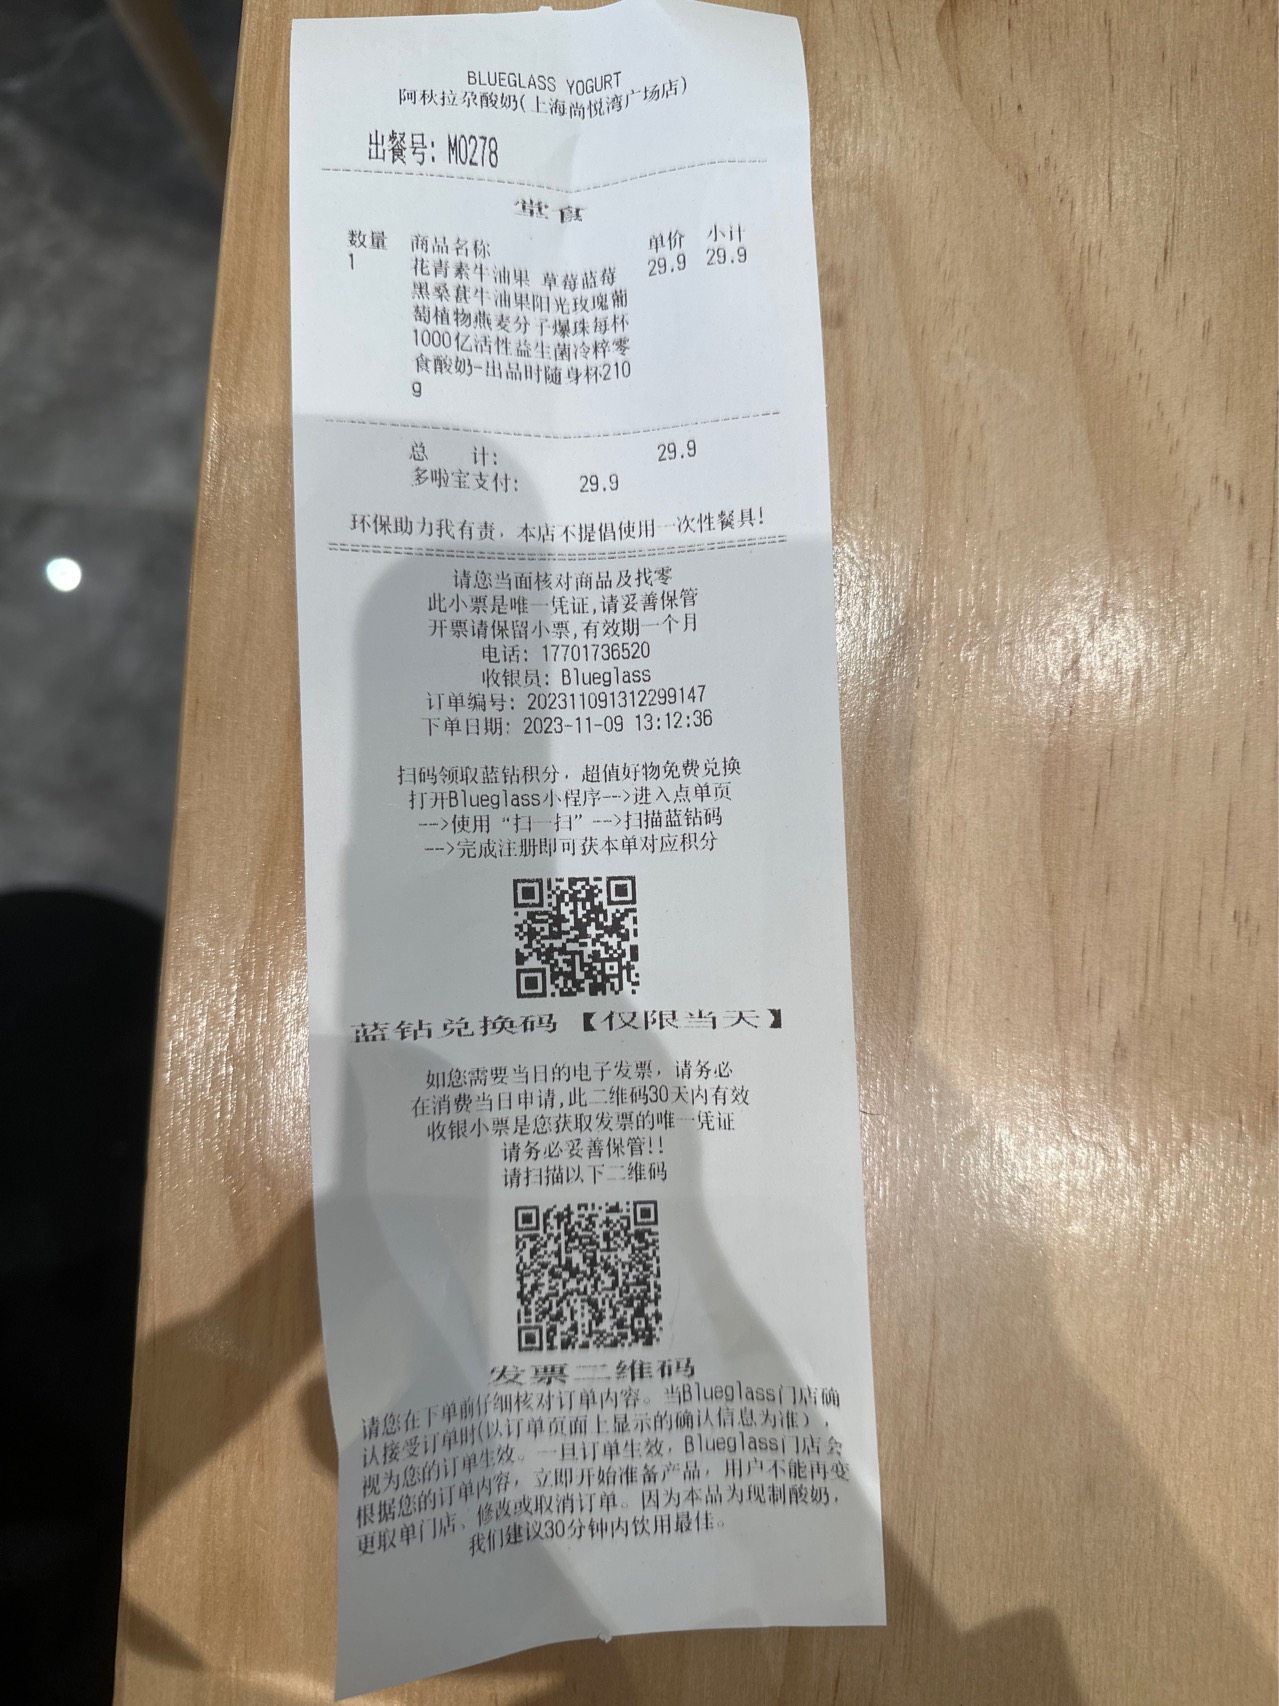 BLUEGLASS YOGURT
阿秋拉尕酸奶(上海尚悦湾广场店)
出餐号: M0278
堂食
数量 商品名称 单价 小计
1 花青素牛油果 草莓蓝莓 29.9 29.9
黑桑葚牛油果阳光玫瑰葡
萄植物燕麦分子爆珠每杯
1000亿活性益生菌冷粹零
食酸奶-出品时随身杯210
g
总 计: 29.9
多啦宝支付: 29.9
环保助力我有责，本店不提倡使用一次性餐具!
请您当面核对商品及找零
此小票是唯一凭证,请妥善保管
开票请保留小票,有效期一个月
电话: 17701736520
收银员: Blueglass
订单编号: 202311091312299147
下单日期: 2023-11-09 13:12:36
扫码领取蓝钻积分，超值好物免费兑换
打开Blueglass小程序-->进入点单页
-->使用“扫一扫”-->扫描蓝钻码
-->完成注册即可获本单对应积分
蓝钻兑换码【仅限当天】
如您需要当日的电子发票，请务必
在消费当日申请,此二维码30天内有效
收银小票是您获取发票的唯一凭证
请务必妥善保管!!
请扫描以下二维码
发票二维码
请您在下单前仔细核对订单内容。当Blueglass门店确
认接受订单时(以订单页面上显示的确认信息为准)，
视为您的订单生效。一旦订单生效，Blueglass门店会
根据您的订单内容，立即开始准备产品，用户不能再变
更取单门店、修改或取消订单。因为本品为现制酸奶，
我们建议30分钟内饮用最佳。